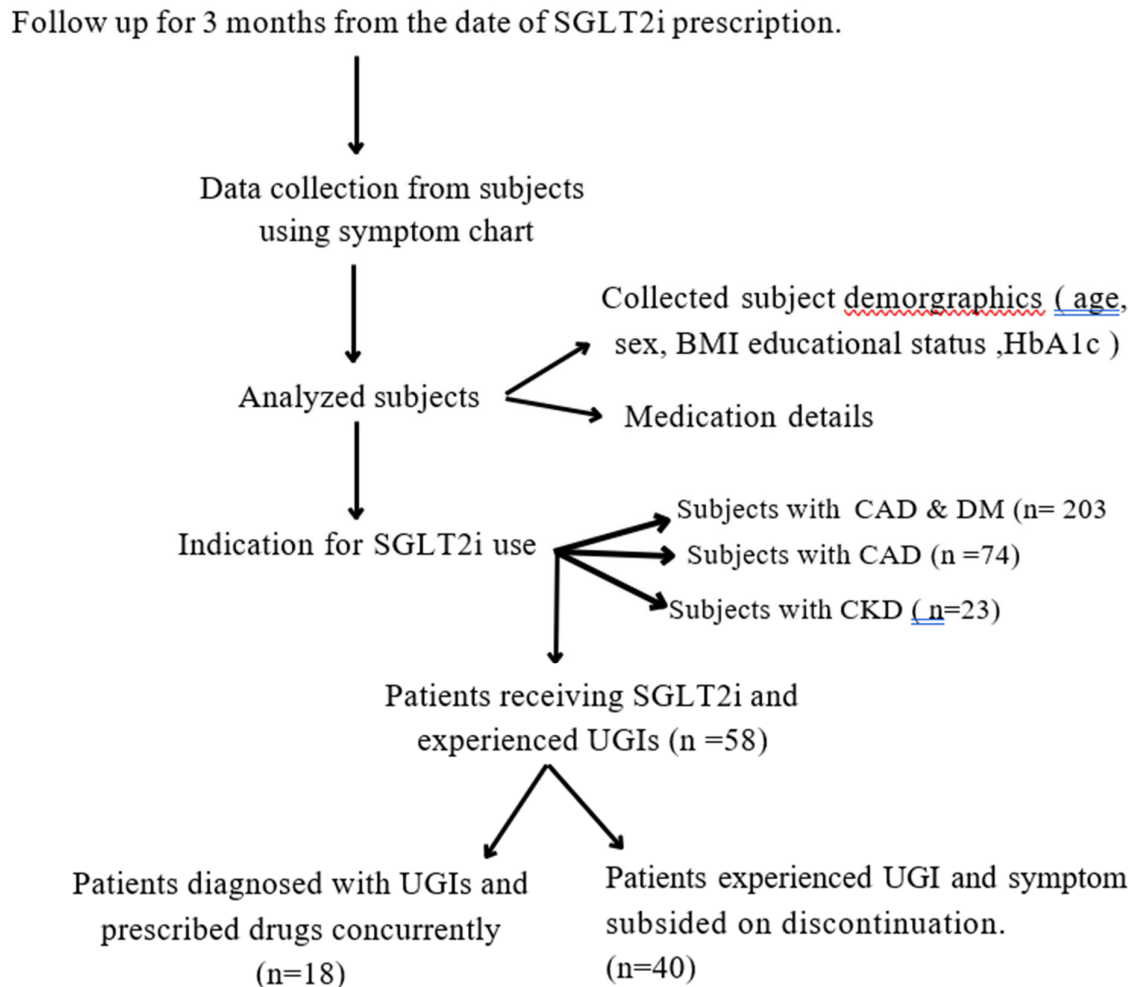 Follow up for 3 months from the date of SGLT2i prescription.
Data collection from subjects
using symptom chart
Collected subject demorgraphics ( age,
sex, BMI educational status ,HbA1c )
Analyzed subjects
Medication details
Indication for SGLT2i use
Subjects with CAD & DM (n= 203
Subjects with CAD (n =74)
Subjects with CKD ( n=23)
Patients receiving SGLT2i and
experienced UGIs (n =58)
Patients diagnosed with UGIs and
prescribed drugs concurrently
(n=18)
Patients experienced UGI and symptom
subsided on discontinuation.
(n=40)